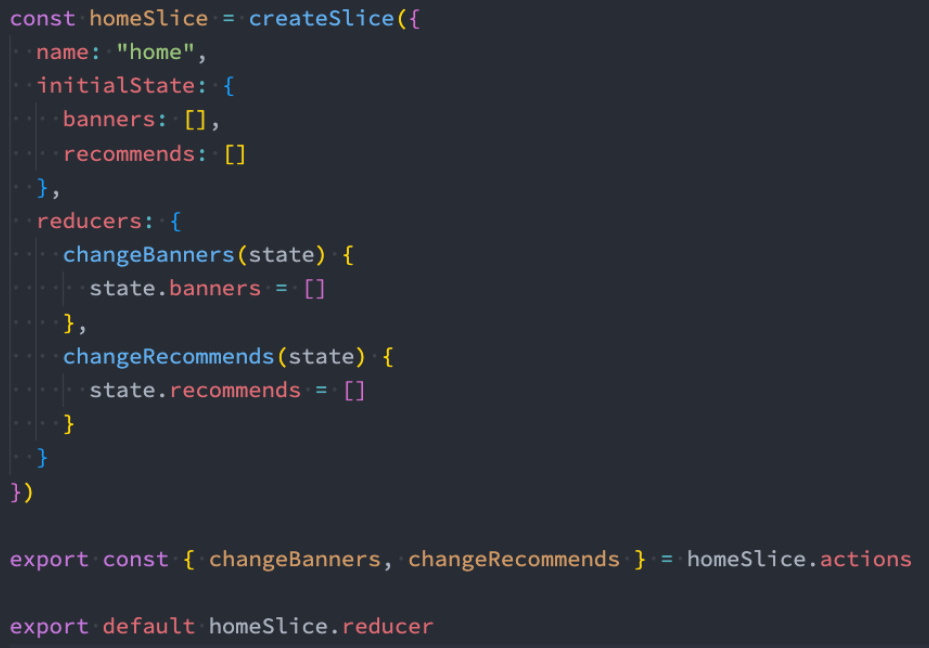 const homeSlice = createSlice({
  name: "home",
  initialState: {
    banners: [],
    recommends: []
  },
  reducers: {
    changeBanners(state) {
      state.banners = []
    },
    changeRecommends(state) {
      state.recommends = []
    }
  }
})

export const { changeBanners, changeRecommends } = homeSlice.actions

export default homeSlice.reducer